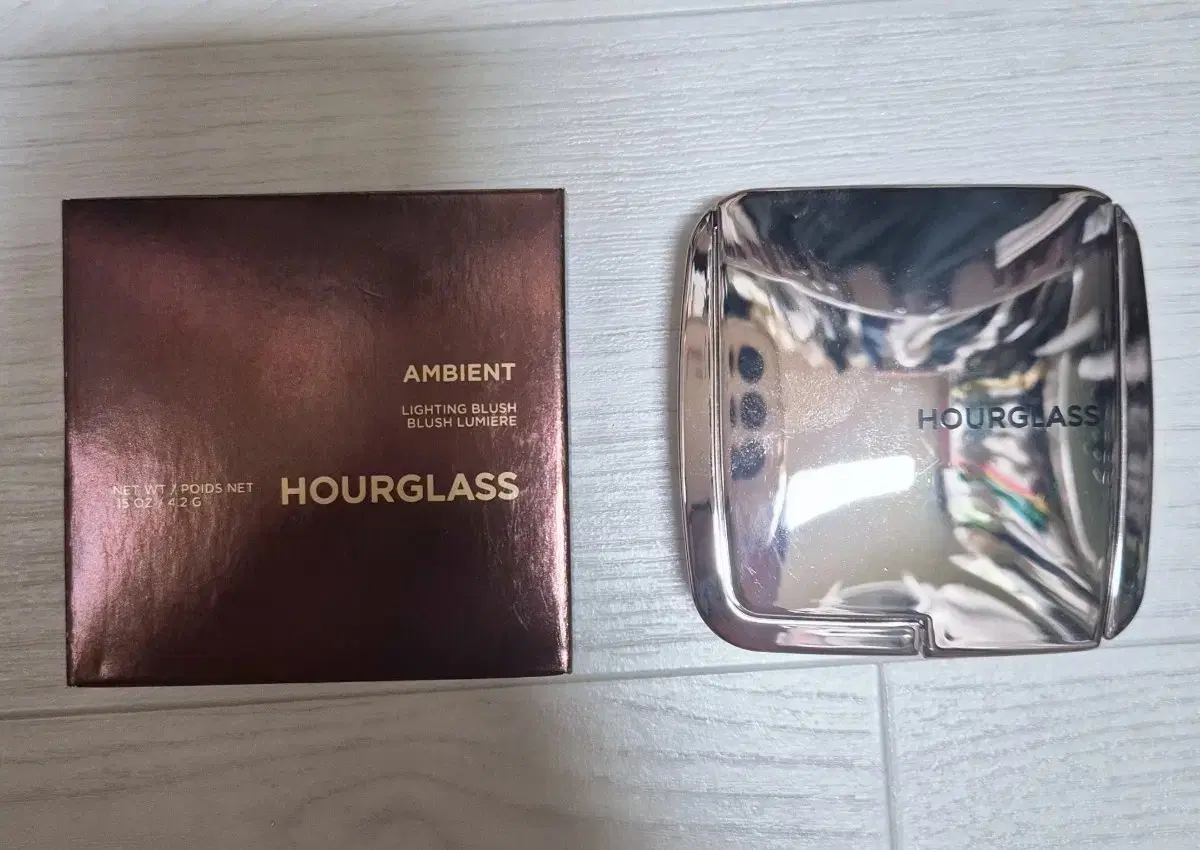 AMBIENT
LIGHTING BLUSH
BLUSH LUMIÈRE
NET WT / POIDS NET
.15 OZ / 4.2 G
HOURGLASS
HOURGLASS